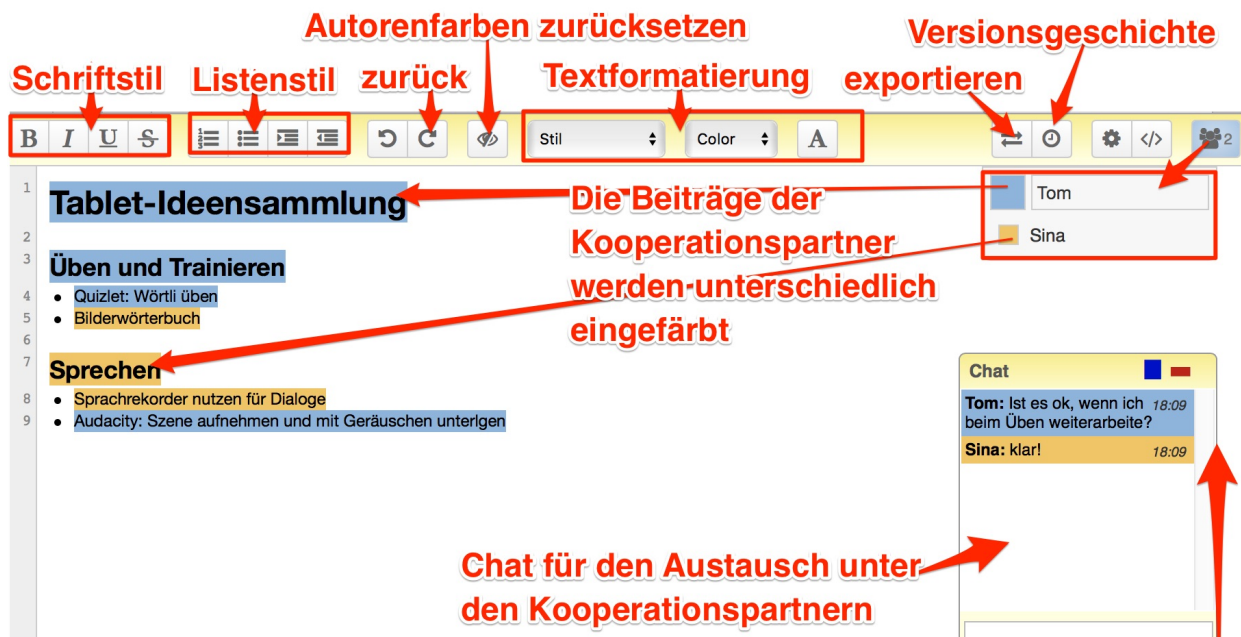 Autorenfarben zurücksetzen
Versionsgeschichte
Schriftstil
Listenstil
zurück
Textformatierung
exportieren
B I U S
Stil
Color
A
</>
2
1 Tablet-Ideensammlung
2
3 Üben und Trainieren
4 • Quizlet: Wörtli üben
5 • Bilderwörterbuch
6
7 Sprechen
8 • Sprachrekorder nutzen für Dialoge
9 • Audacity: Szene aufnehmen und mit Geräuschen unterlgen
Die Beiträge der
Kooperationspartner
werden unterschiedlich
eingefärbt
Tom
Sina
Chat
Tom: Ist es ok, wenn ich 18:09
beim Üben weiterarbeite?
Sina: klar! 18:09
Chat für den Austausch unter
den Kooperationspartnern